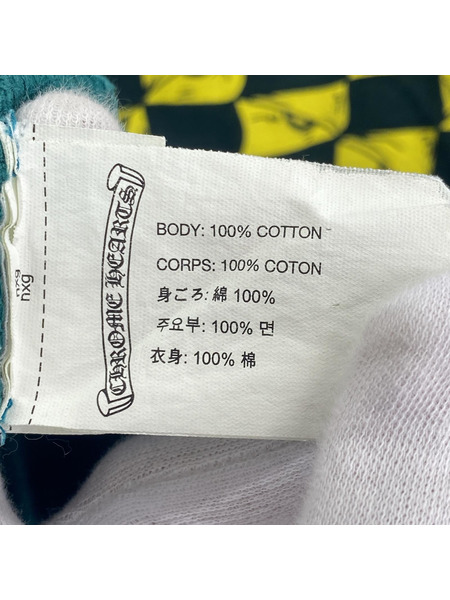 CHROME HEARTS
BODY: 100% COTTON
CORPS: 100% COTON
身ごろ: 綿 100%
주요부: 100% 면
衣身: 100% 棉